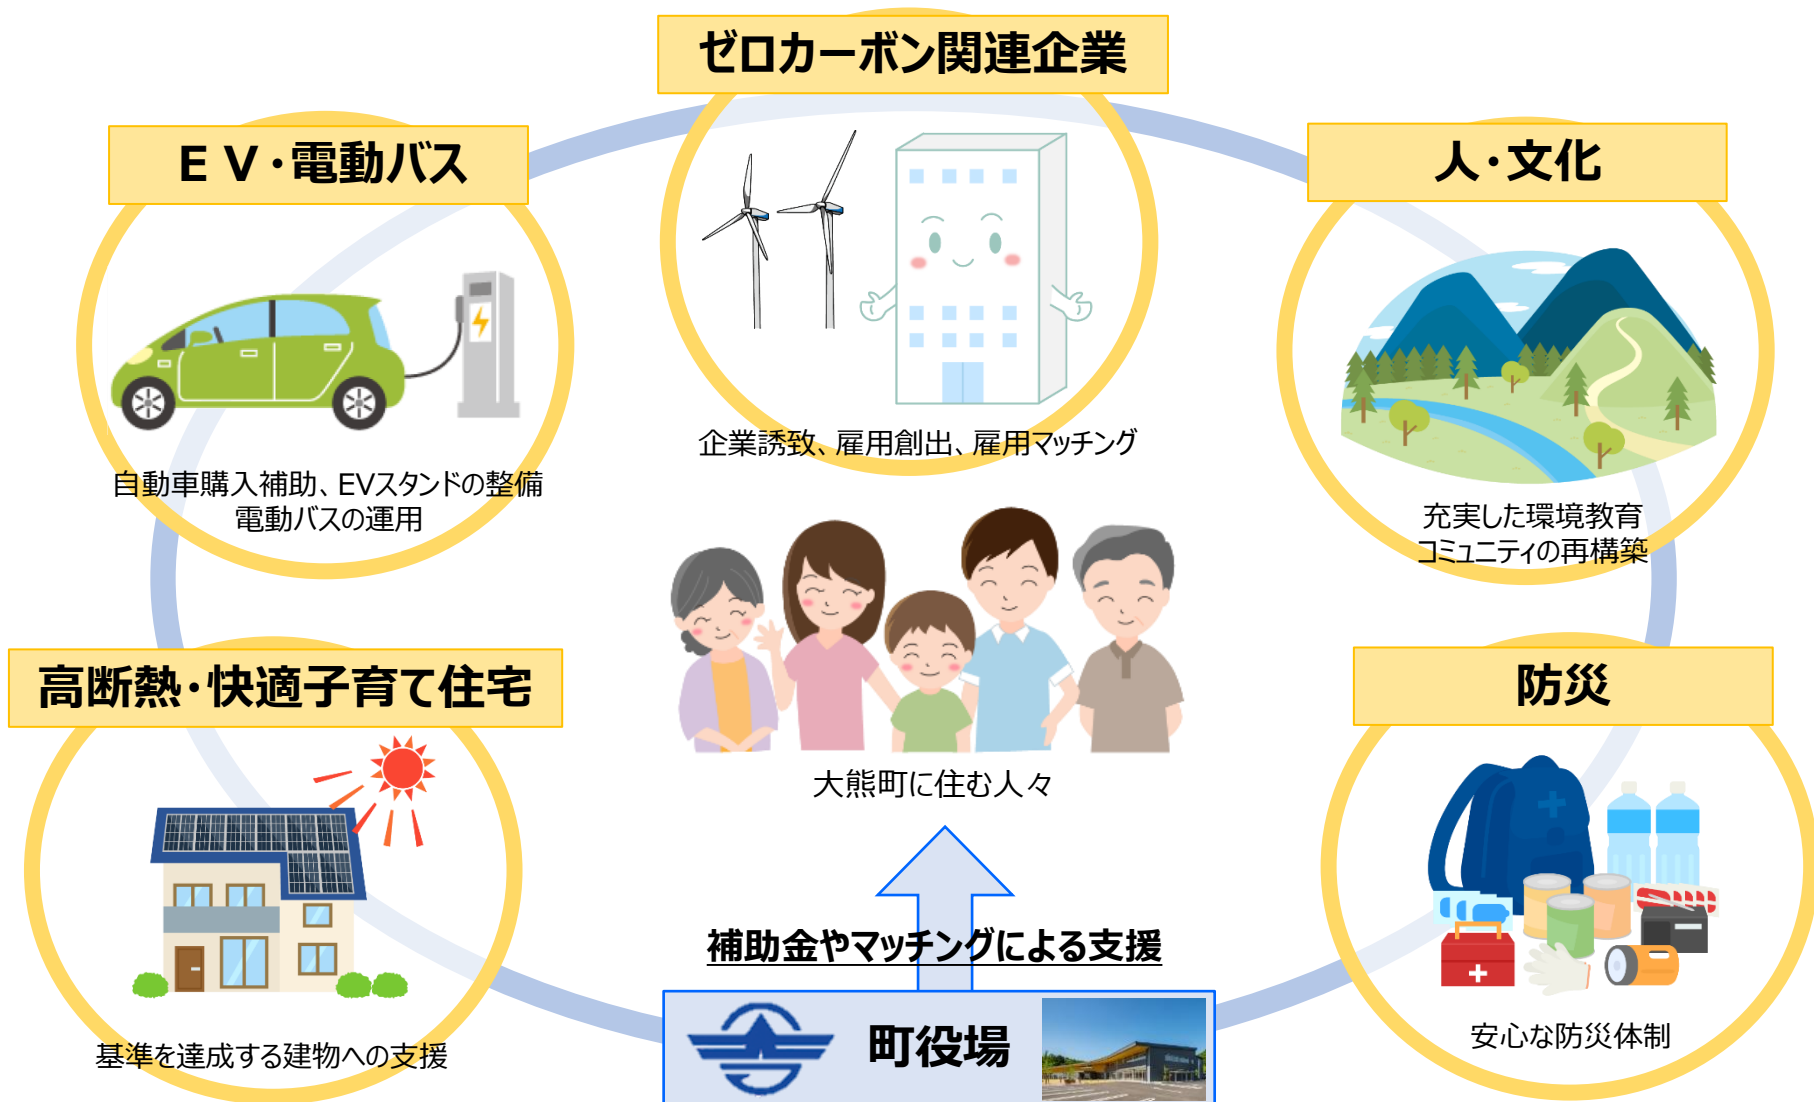 ゼロカーボン関連企業
企業誘致、雇用創出、雇用マッチング
ＥＶ・電動バス
自動車購入補助、EVスタンドの整備
電動バスの運用
人・文化
充実した環境教育
コミュニティの再構築
大熊町に住む人々
高断熱・快適子育て住宅
基準を達成する建物への支援
防災
安心な防災体制
補助金やマッチングによる支援
町役場